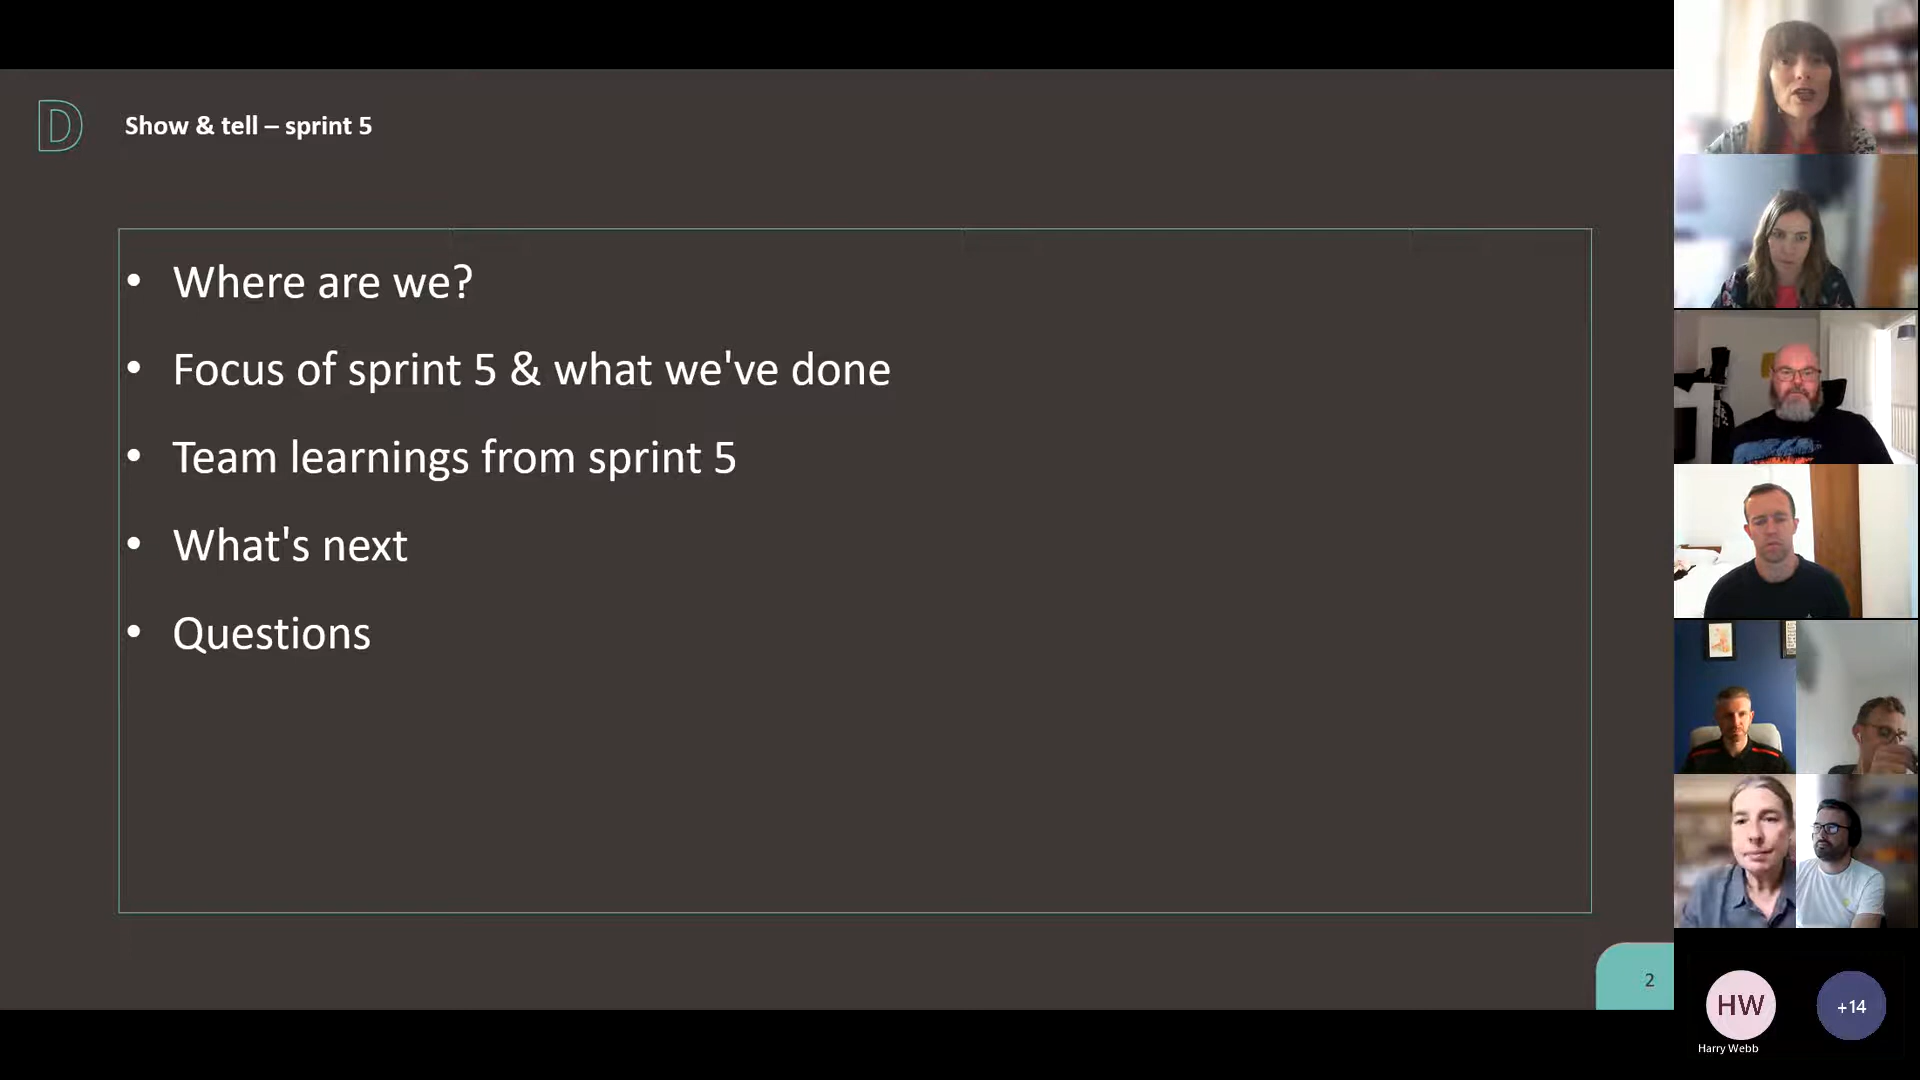 D
Show & tell – sprint 5
• Where are we?
• Focus of sprint 5 & what we've done
• Team learnings from sprint 5
• What's next
• Questions
2
HW
+14
Harry Webb